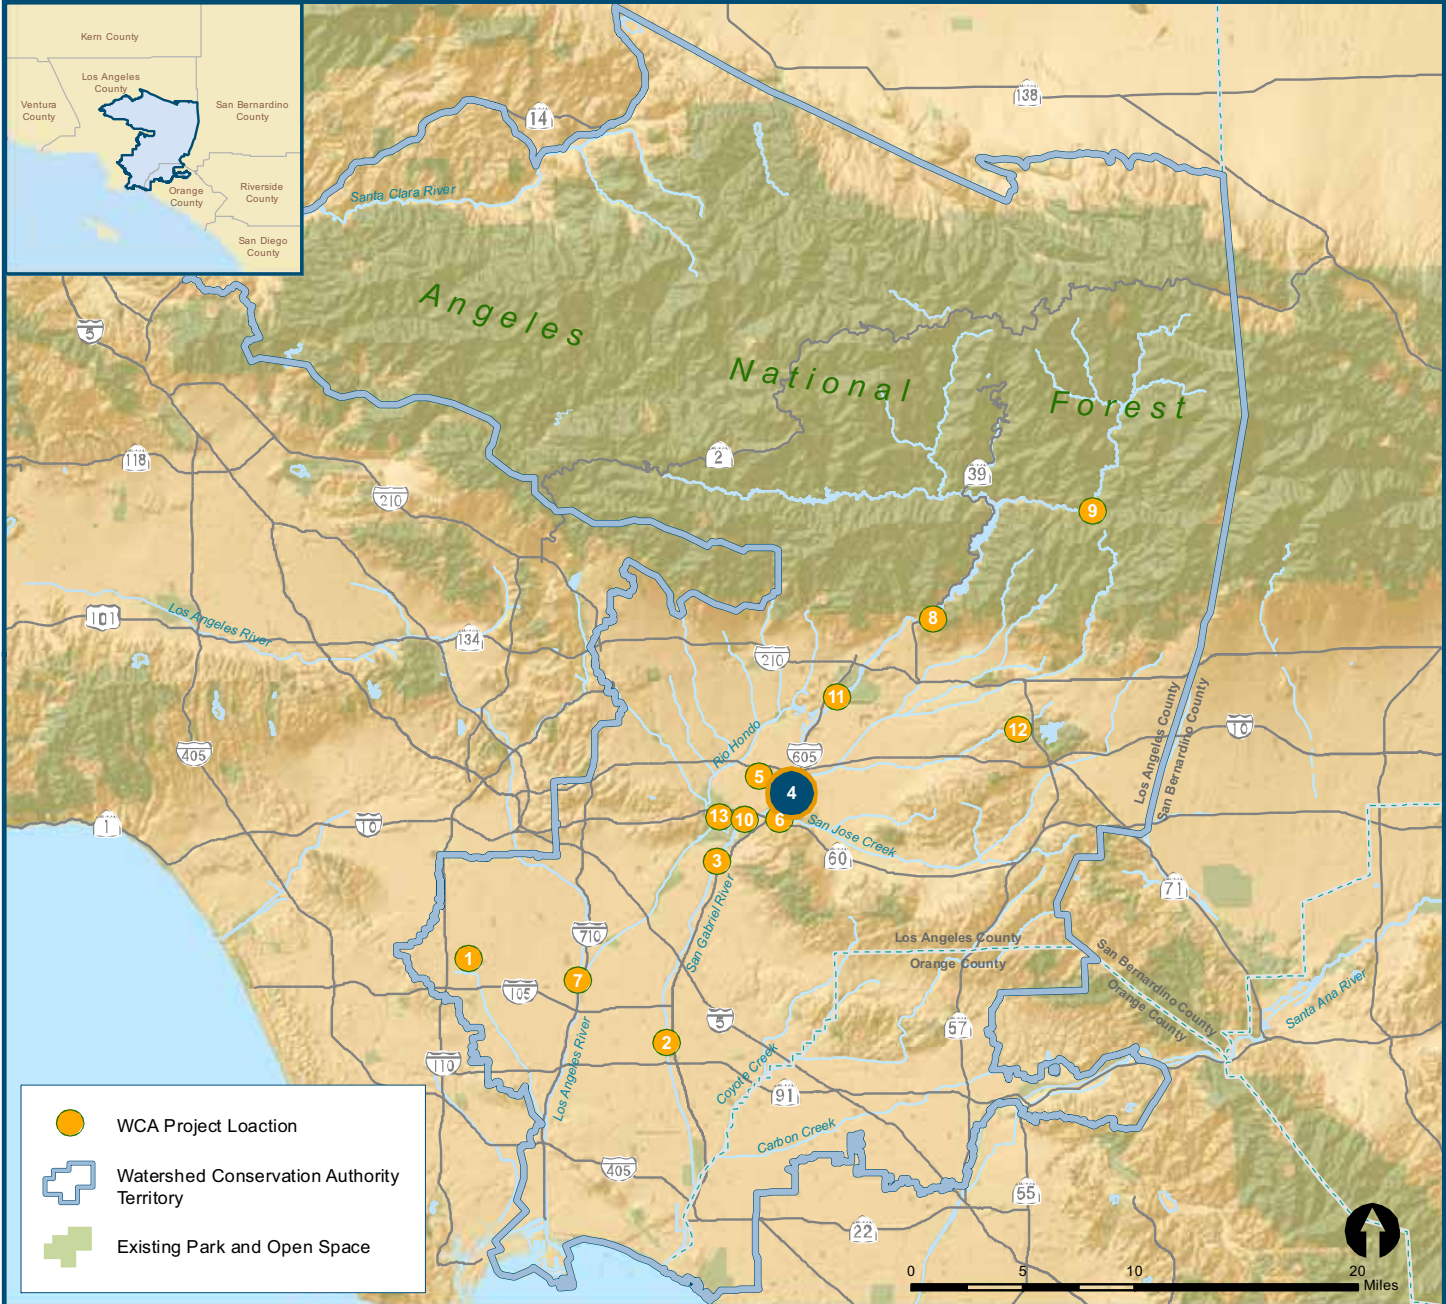 Kern County
Los Angeles
County
Ventura
County
San Bernardino
County
Orange
County
Riverside
County
San Diego
County
138
14
Santa Clara River
Angeles
National
Forest
5
118
2
39
210
9
101
Los Angeles River
134
8
210
11
12
405
Rio Hondo
605
5
4
10
Los Angeles County
San Bernardino County
1
10
13
10
6
San Jose Creek
60
3
71
San Gabriel River
710
Los Angeles County
Orange County
1
7
105
San Bernardino County
Orange County
Santa Ana River
5
57
2
110
Los Angeles River
Coyote Creek
91
Carbon Creek
405
55
22
WCA Project Loaction
Watershed Conservation Authority
Territory
Existing Park and Open Space
0 5 10 20
Miles